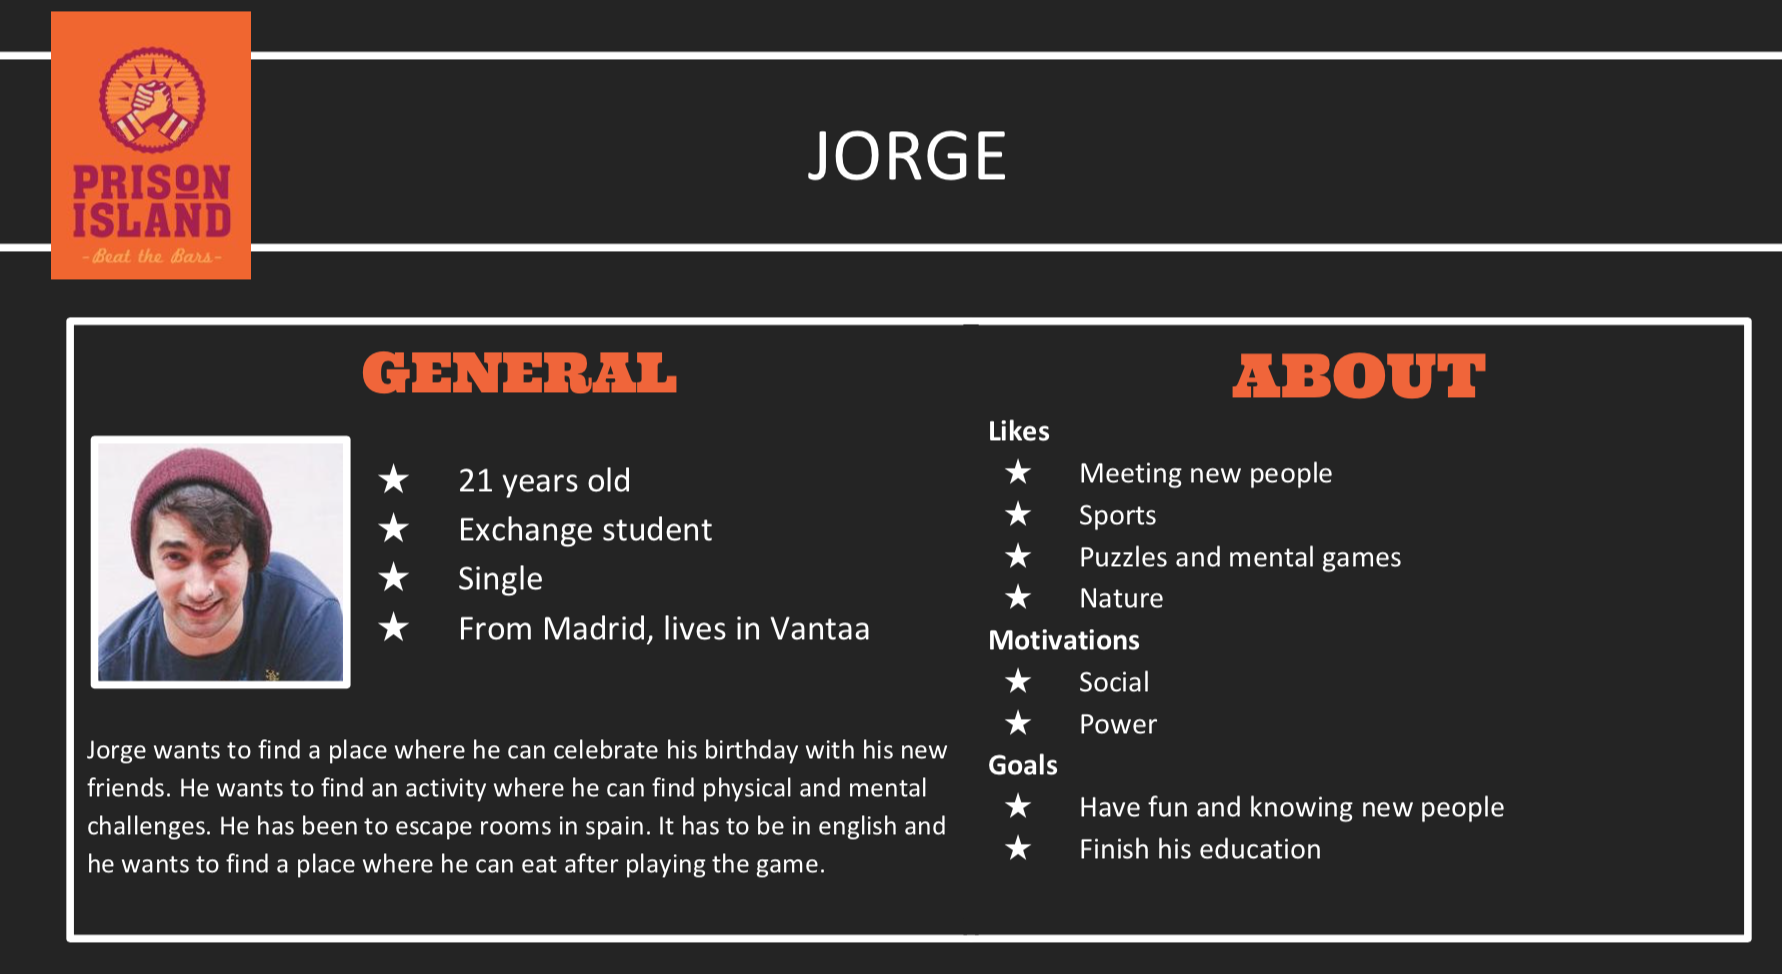 PRISON
ISLAND
-Beat the Bars-
JORGE
GENERAL
★ 21 years old
★ Exchange student
★ Single
★ From Madrid, lives in Vantaa
Jorge wants to find a place where he can celebrate his birthday with his new
friends. He wants to find an activity where he can find physical and mental
challenges. He has been to escape rooms in spain. It has to be in english and
he wants to find a place where he can eat after playing the game.
ABOUT
Likes
★ Meeting new people
★ Sports
★ Puzzles and mental games
★ Nature
Motivations
★ Social
★ Power
Goals
★ Have fun and knowing new people
★ Finish his education